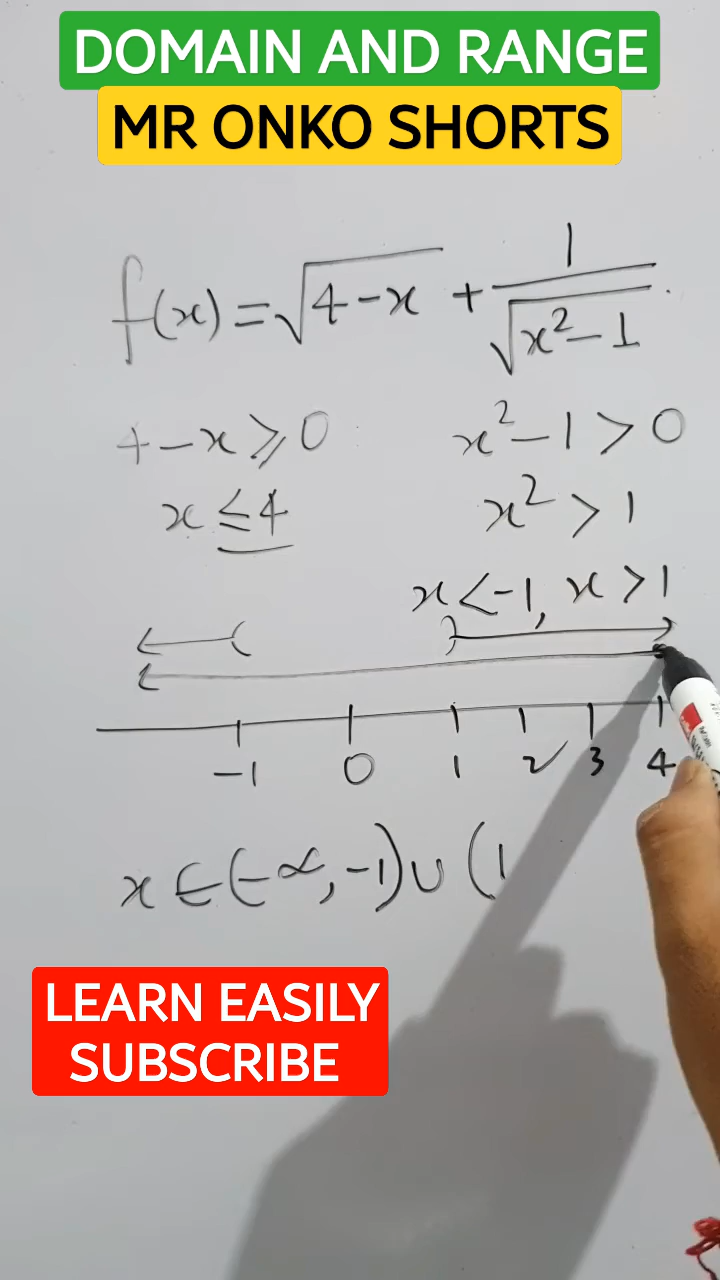 DOMAIN AND RANGE
MR ONKO SHORTS
f(x) = √(4-x) + 1/√(x²-1).
4-x ⩾ 0
x²-1 > 0
x ≤ 4
x² > 1
x < -1, x > 1
-1 0 1 2 3 4
x ∈ (-∞, -1) ∪ (1
LEARN EASILY
SUBSCRIBE